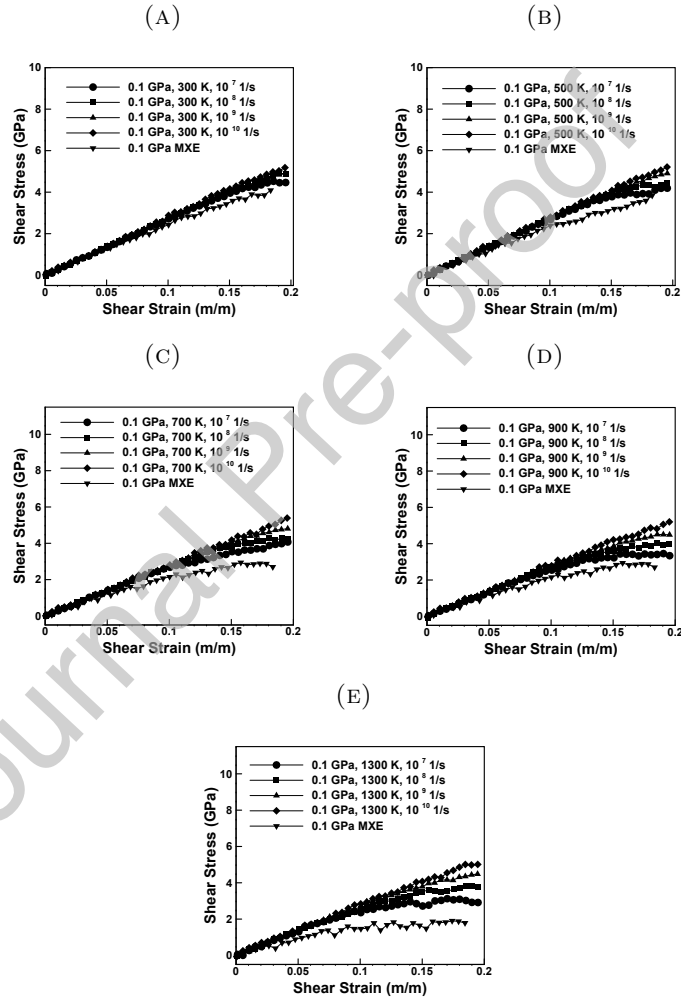 (A)
(B)
10
8
6
4
2
0
Shear Stress (GPa)
0.1 GPa, 300 K, 10 7 1/s
0.1 GPa, 300 K, 10 8 1/s
0.1 GPa, 300 K, 10 9 1/s
0.1 GPa, 300 K, 10 10 1/s
0.1 GPa MXE
0 0.05 0.1 0.15 0.2
Shear Strain (m/m)
10
8
6
4
2
0
Shear Stress (GPa)
0.1 GPa, 500 K, 10 7 1/s
0.1 GPa, 500 K, 10 8 1/s
0.1 GPa, 500 K, 10 9 1/s
0.1 GPa, 500 K, 10 10 1/s
0.1 GPa MXE
0 0.05 0.1 0.15 0.2
Shear Strain (m/m)
(C)
(D)
10
8
6
4
2
0
Shear Stress (GPa)
0.1 GPa, 700 K, 10 7 1/s
0.1 GPa, 700 K, 10 8 1/s
0.1 GPa, 700 K, 10 9 1/s
0.1 GPa, 700 K, 10 10 1/s
0.1 GPa MXE
0 0.05 0.1 0.15 0.2
Shear Strain (m/m)
10
8
6
4
2
0
Shear Stress (GPa)
0.1 GPa, 900 K, 10 7 1/s
0.1 GPa, 900 K, 10 8 1/s
0.1 GPa, 900 K, 10 9 1/s
0.1 GPa, 900 K, 10 10 1/s
0.1 GPa MXE
0 0.05 0.1 0.15 0.2
Shear Strain (m/m)
(E)
10
8
6
4
2
0
Shear Stress (GPa)
0.1 GPa, 1300 K, 10 7 1/s
0.1 GPa, 1300 K, 10 8 1/s
0.1 GPa, 1300 K, 10 9 1/s
0.1 GPa, 1300 K, 10 10 1/s
0.1 GPa MXE
0 0.05 0.1 0.15 0.2
Shear Strain (m/m)
ournal Pre-proof